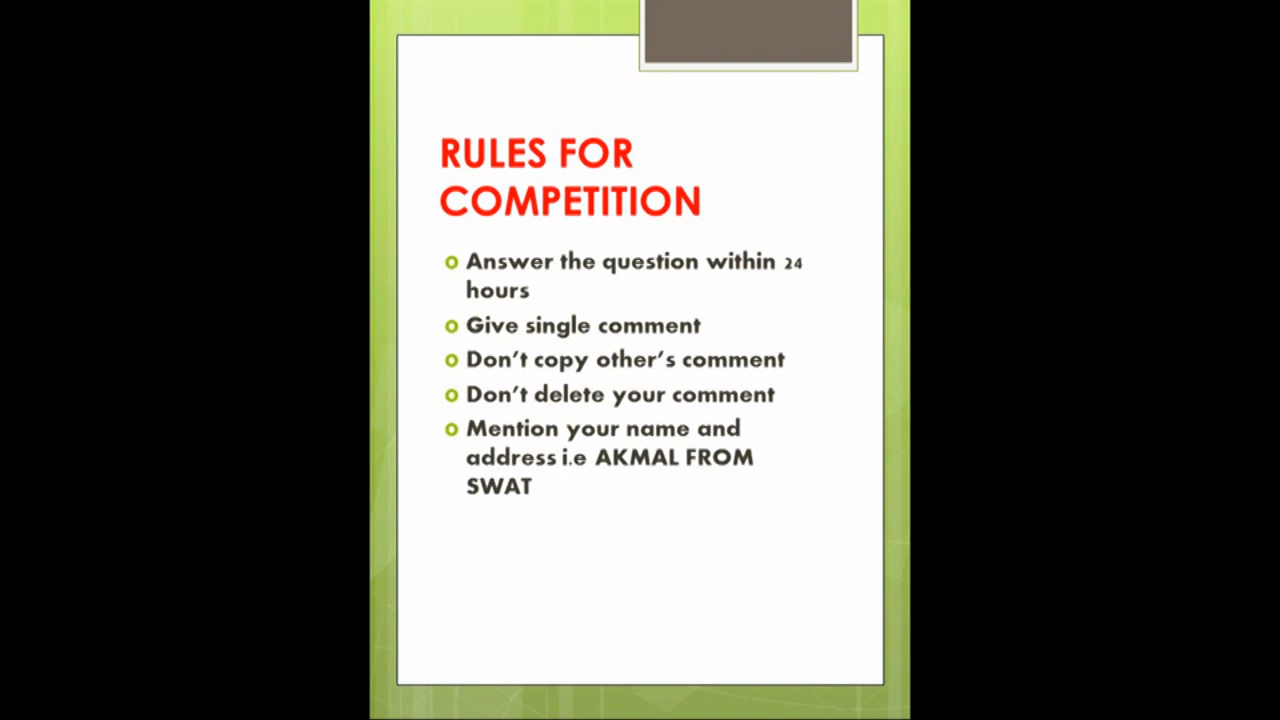 RULES FOR
COMPETITION
Answer the question within 24
hours
Give single comment
Don’t copy other’s comment
Don’t delete your comment
Mention your name and
address i.e AKMAL FROM
SWAT